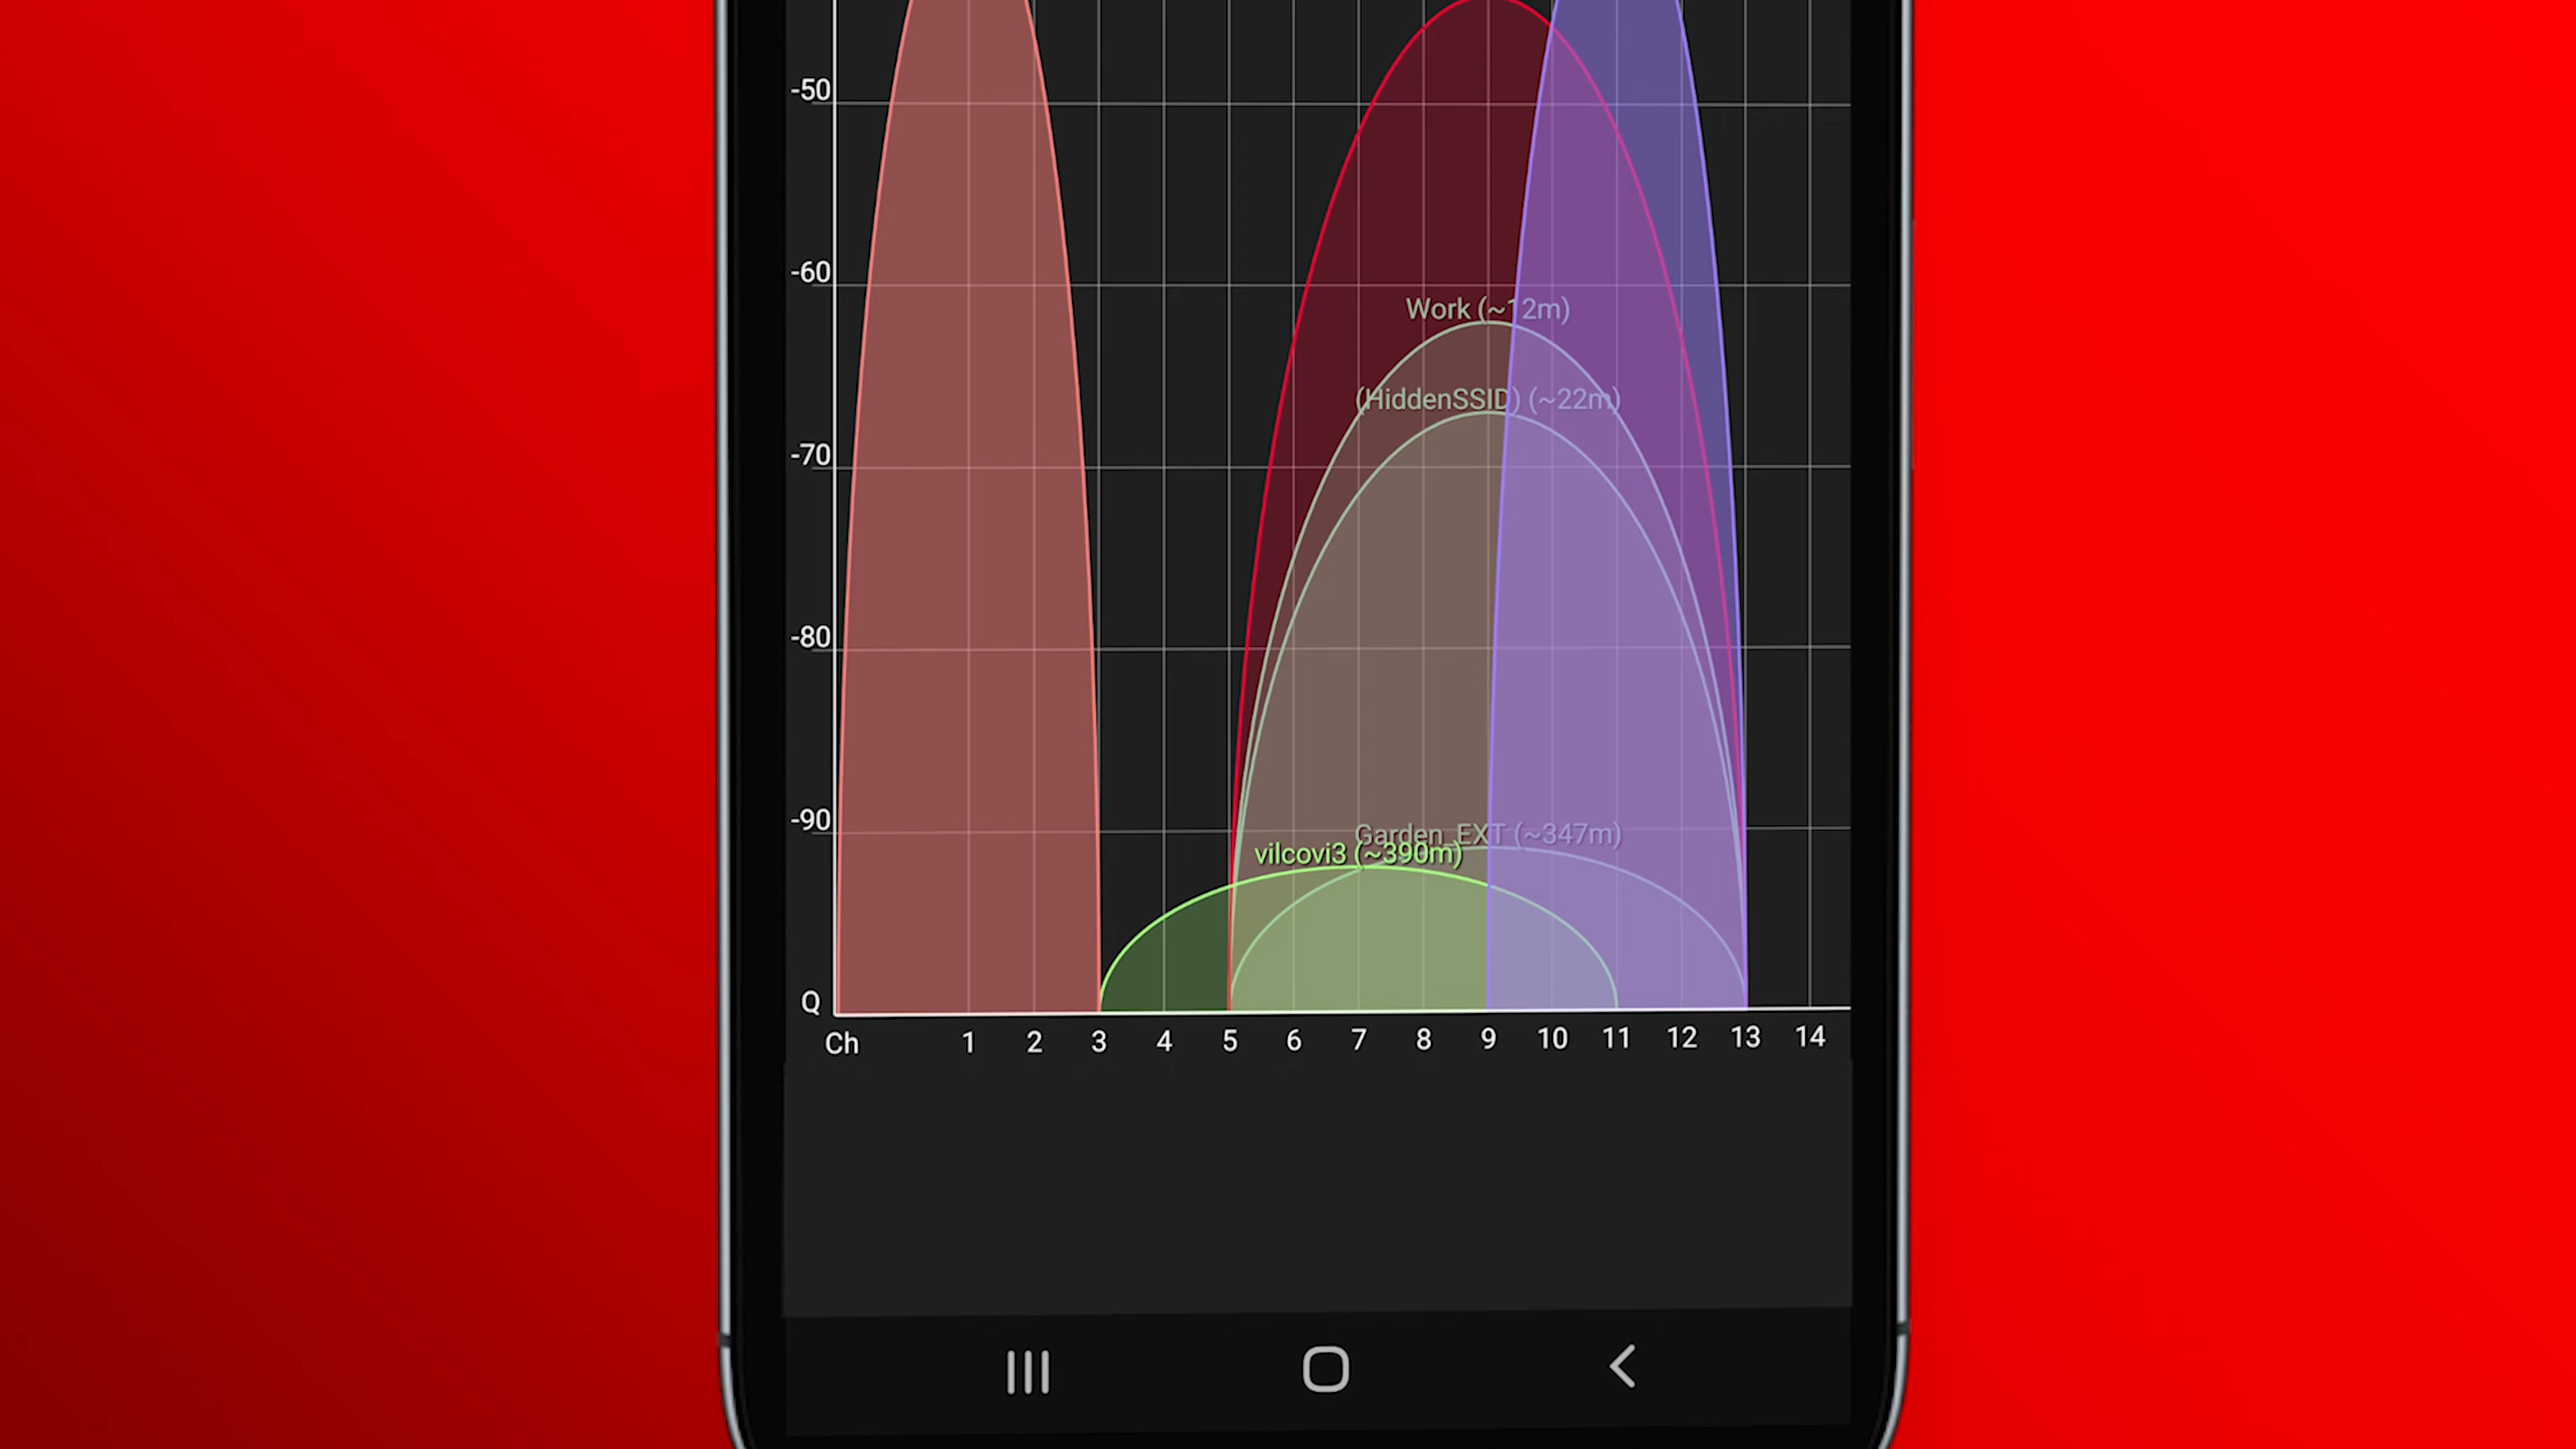 -50
-60
Work (~12m)
(HiddenSSID) (~22m)
-70
-80
-90
Garden_EXT (~347m)
vilcovi3 (~390m)
Q
Ch 1 2 3 4 5 6 7 8 9 10 11 12 13 14